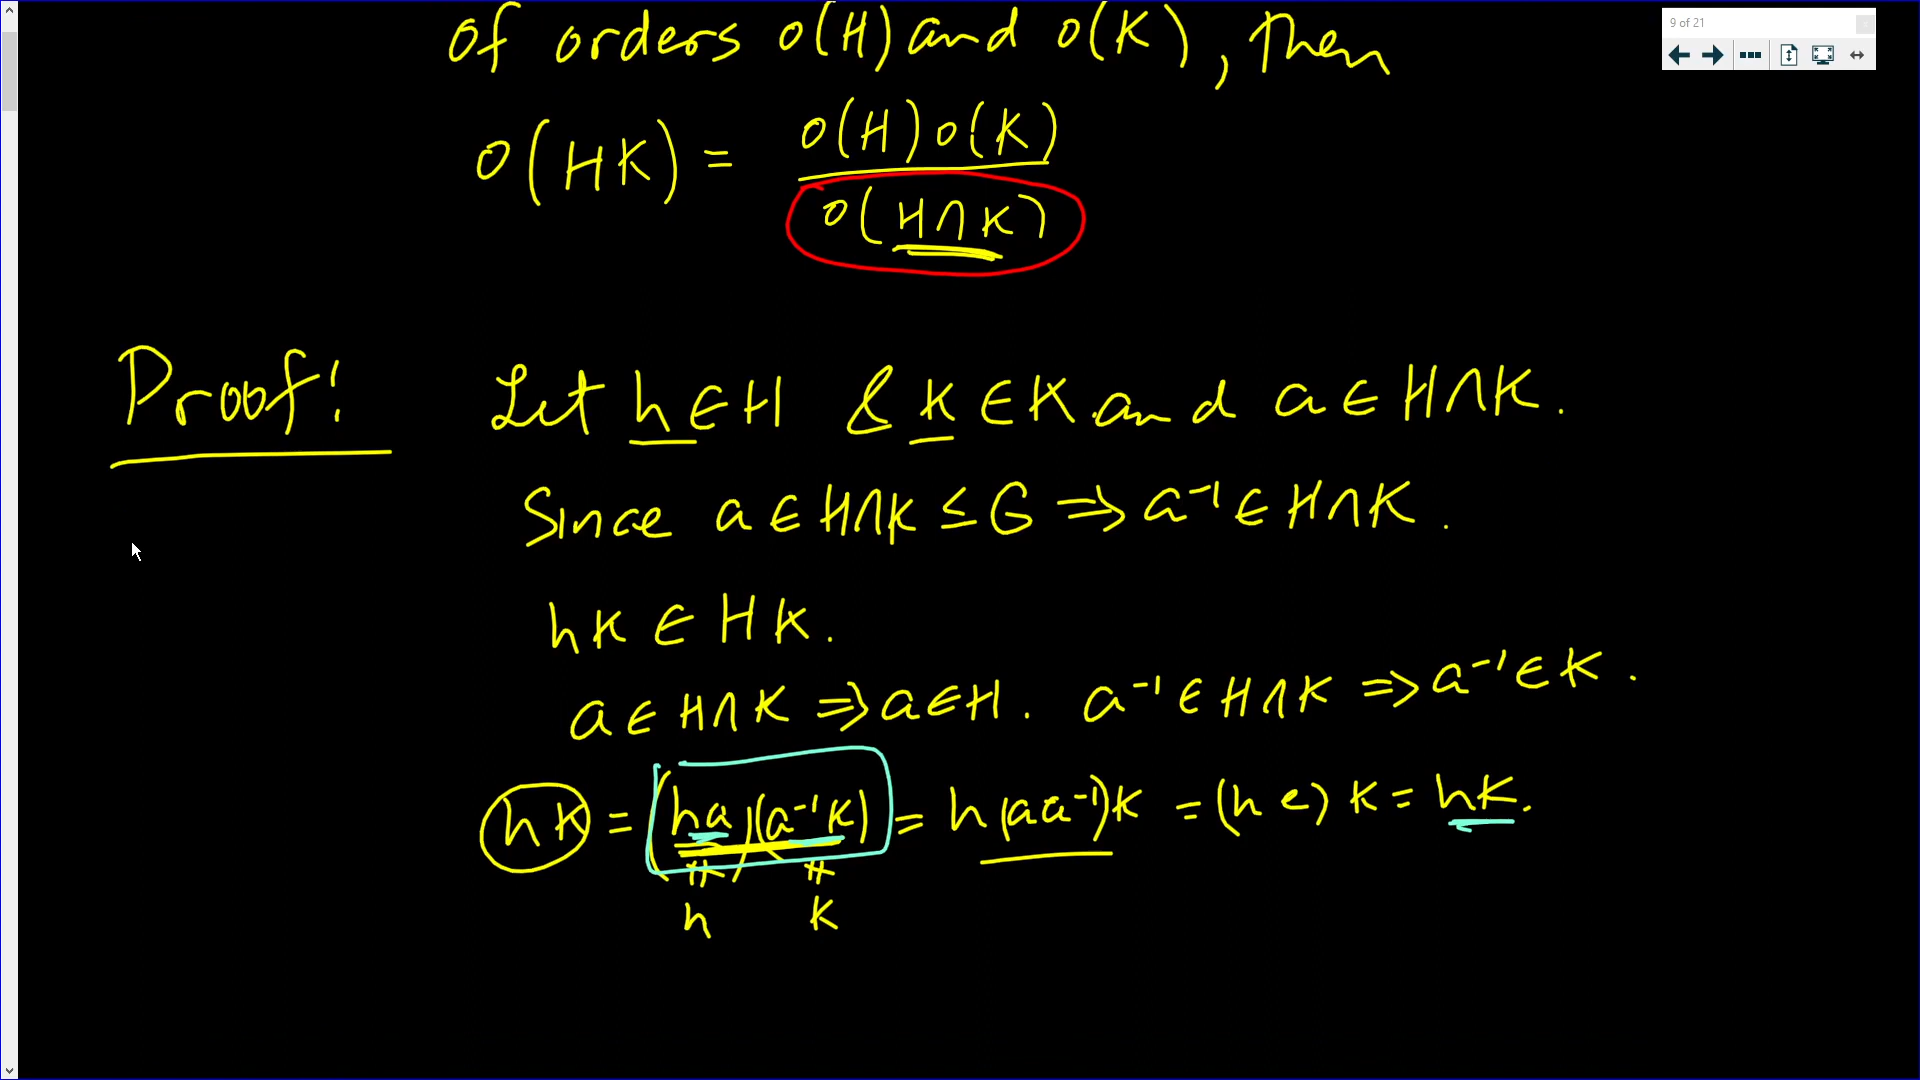 9 of 21
of orders o(H) and o(K), then
o(HK) = o(H) o(K)
o(H∩K)
Proof! Let h∈H & k∈K and a∈H∩K.
Since a∈H∩K ≤ G ⇒ a⁻¹∈H∩K.
hk∈HK.
a∈H∩K ⇒ a∈H. a⁻¹∈H∩K ⇒ a⁻¹∈K.
hk = (ha)(a⁻¹k) = h(aa⁻¹)k = (he)k = hk.
h k